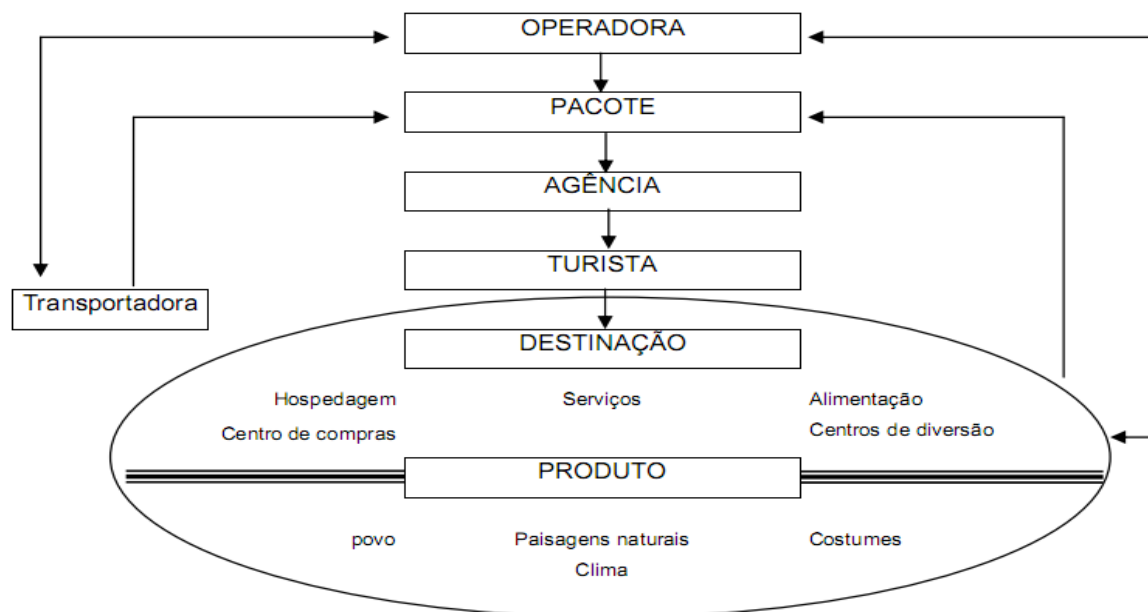 OPERADORA
PACOTE
AGÊNCIA
TURISTA
Transportadora
DESTINAÇÃO
Hospedagem Serviços Alimentação
Centro de compras Centros de diversão
PRODUTO
povo Paisagens naturais Costumes
Clima